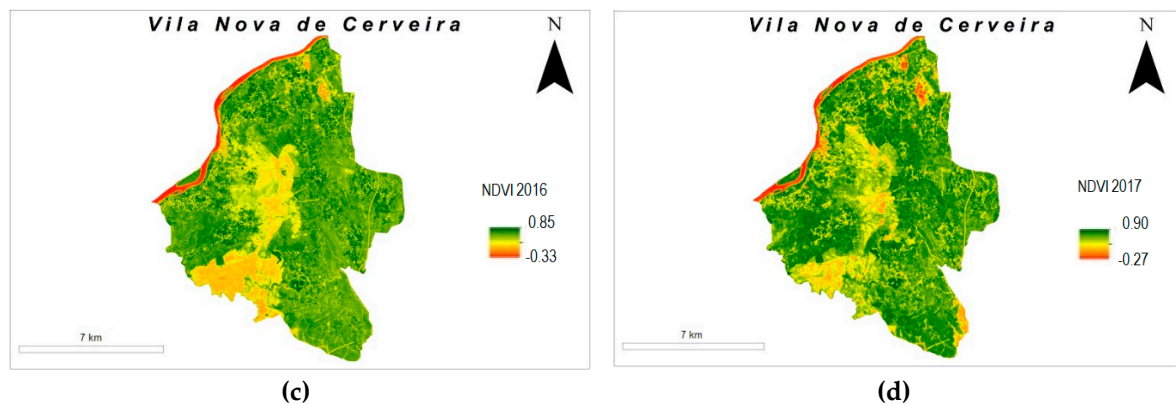 Vila Nova de Cerveira
N
NDVI 2016
0.85
-0.33
7 km
(c)
Vila Nova de Cerveira
N
NDVI 2017
0.90
-0.27
7 km
(d)